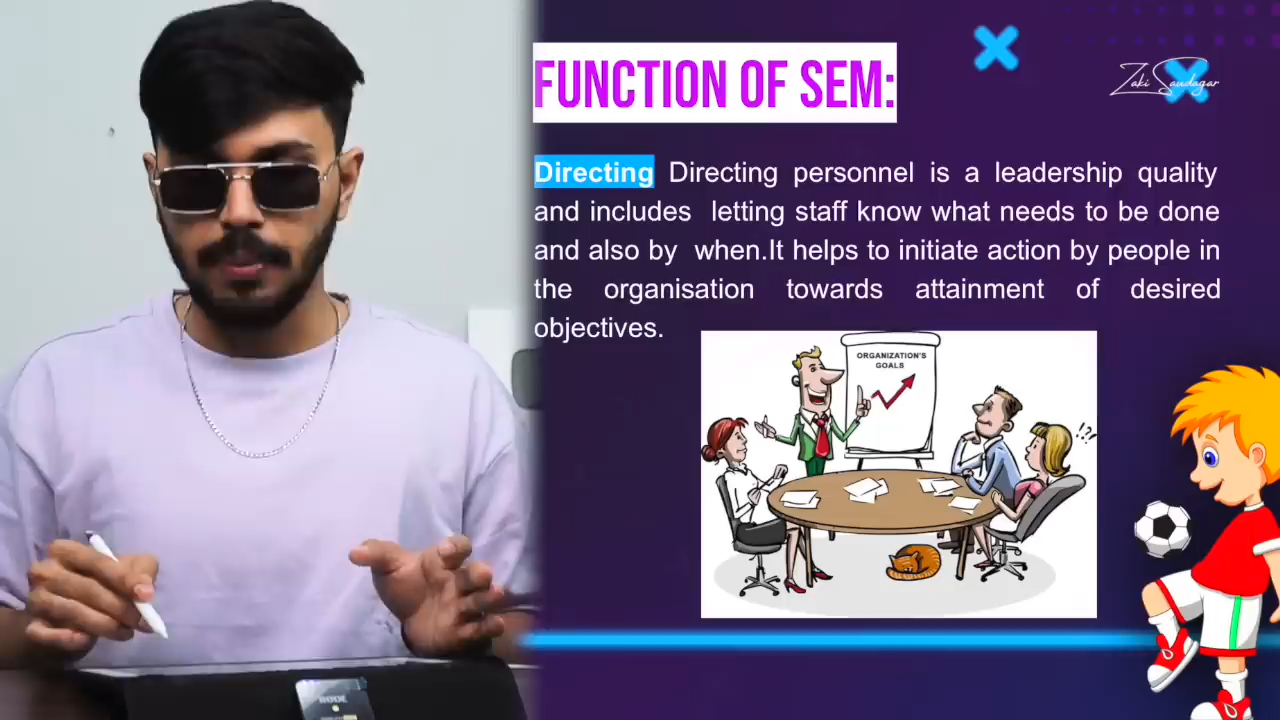 FUNCTION OF SEM:
Zaki Saudagar
Directing Directing personnel is a leadership quality
and includes letting staff know what needs to be done
and also by when.It helps to initiate action by people in
the organisation towards attainment of desired
objectives.
ORGANIZATION'S
GOALS
!?!?
RODE